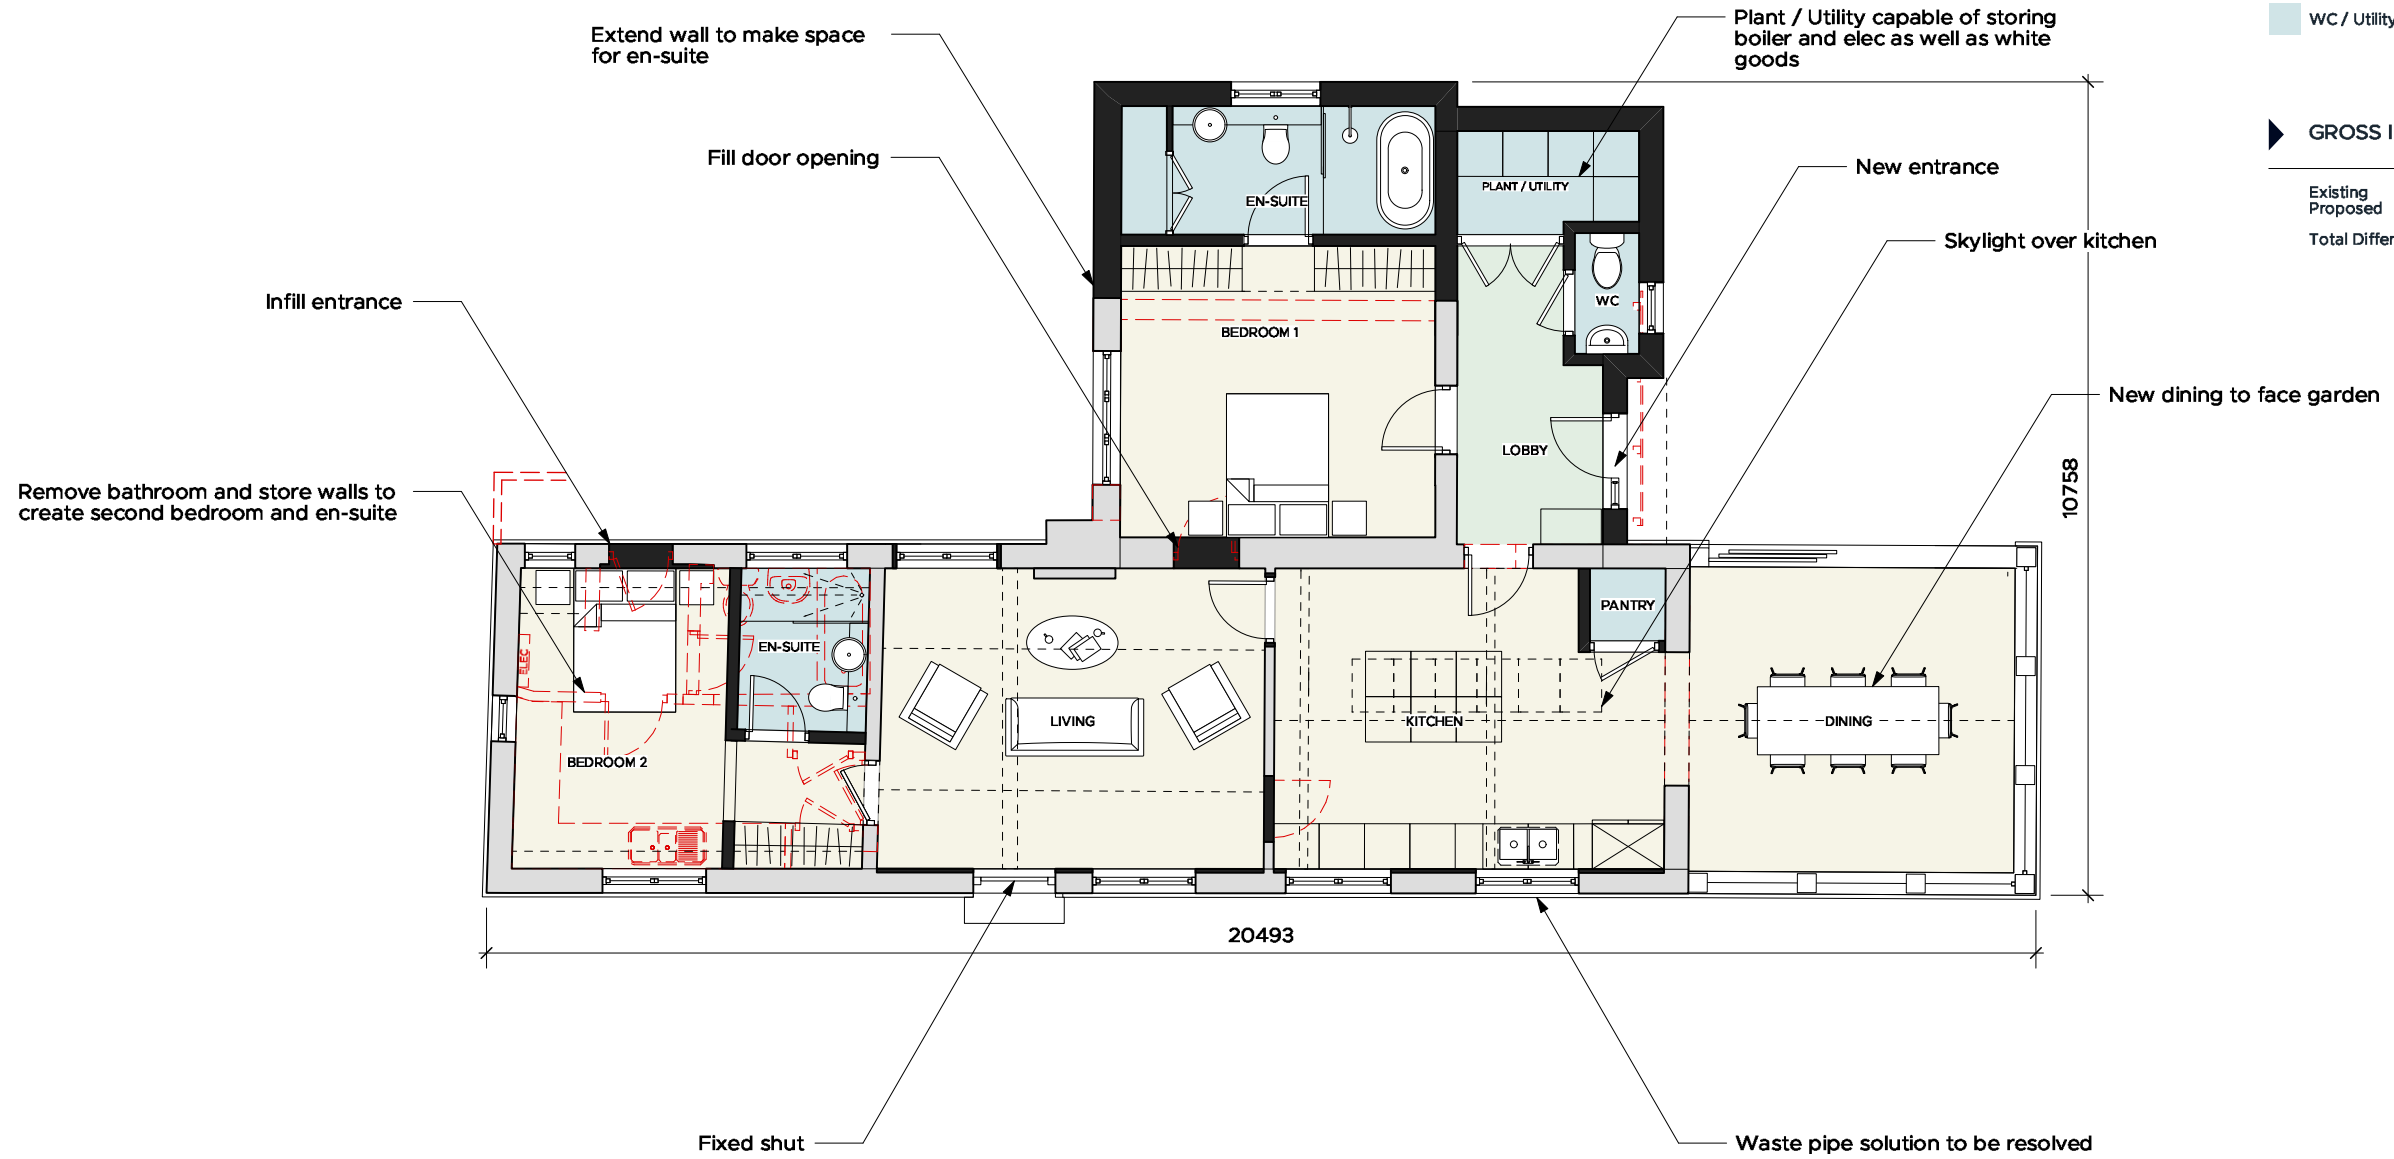 Extend wall to make space
for en-suite
Plant / Utility capable of storing
boiler and elec as well as white
goods
WC / Utility
GROSS I
Existing
Proposed
Total Differ
Fill door opening
New entrance
Skylight over kitchen
Infill entrance
New dining to face garden
Remove bathroom and store walls to
create second bedroom and en-suite
EN-SUITE
PLANT / UTILITY
WC
BEDROOM 1
LOBBY
10758
PANTRY
EN-SUITE
ELEC
LIVING
KITCHEN
DINING
BEDROOM 2
20493
Fixed shut
Waste pipe solution to be resolved